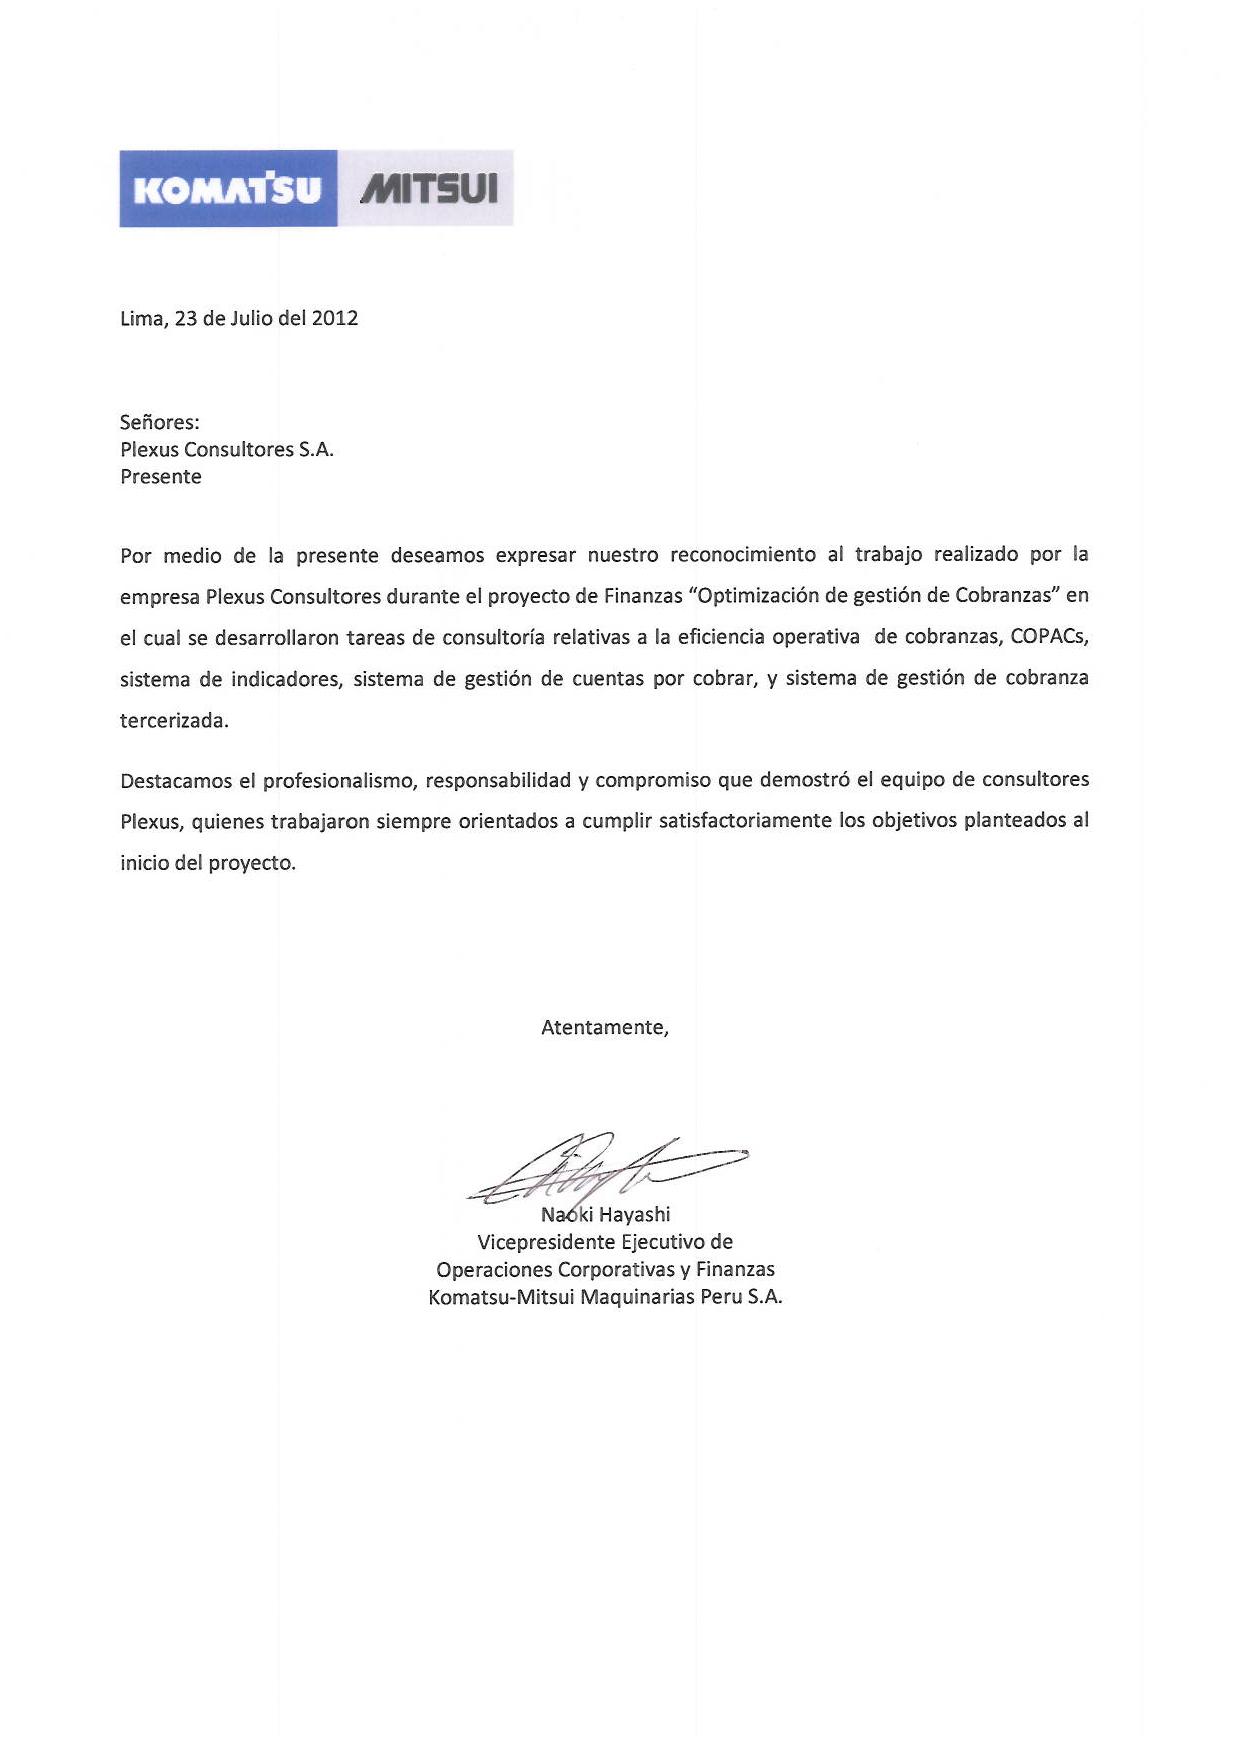 KOMATSU MITSUI
Lima, 23 de Julio del 2012
Señores:
Plexus Consultores S.A.
Presente
Por medio de la presente deseamos expresar nuestro reconocimiento al trabajo realizado por la
empresa Plexus Consultores durante el proyecto de Finanzas “Optimización de gestión de Cobranzas” en
el cual se desarrollaron tareas de consultoría relativas a la eficiencia operativa de cobranzas, COPACs,
sistema de indicadores, sistema de gestión de cuentas por cobrar, y sistema de gestión de cobranza
tercerizada.
Destacamos el profesionalismo, responsabilidad y compromiso que demostró el equipo de consultores
Plexus, quienes trabajaron siempre orientados a cumplir satisfactoriamente los objetivos planteados al
inicio del proyecto.
Atentamente,
Naoki Hayashi
Vicepresidente Ejecutivo de
Operaciones Corporativas y Finanzas
Komatsu-Mitsui Maquinarias Peru S.A.